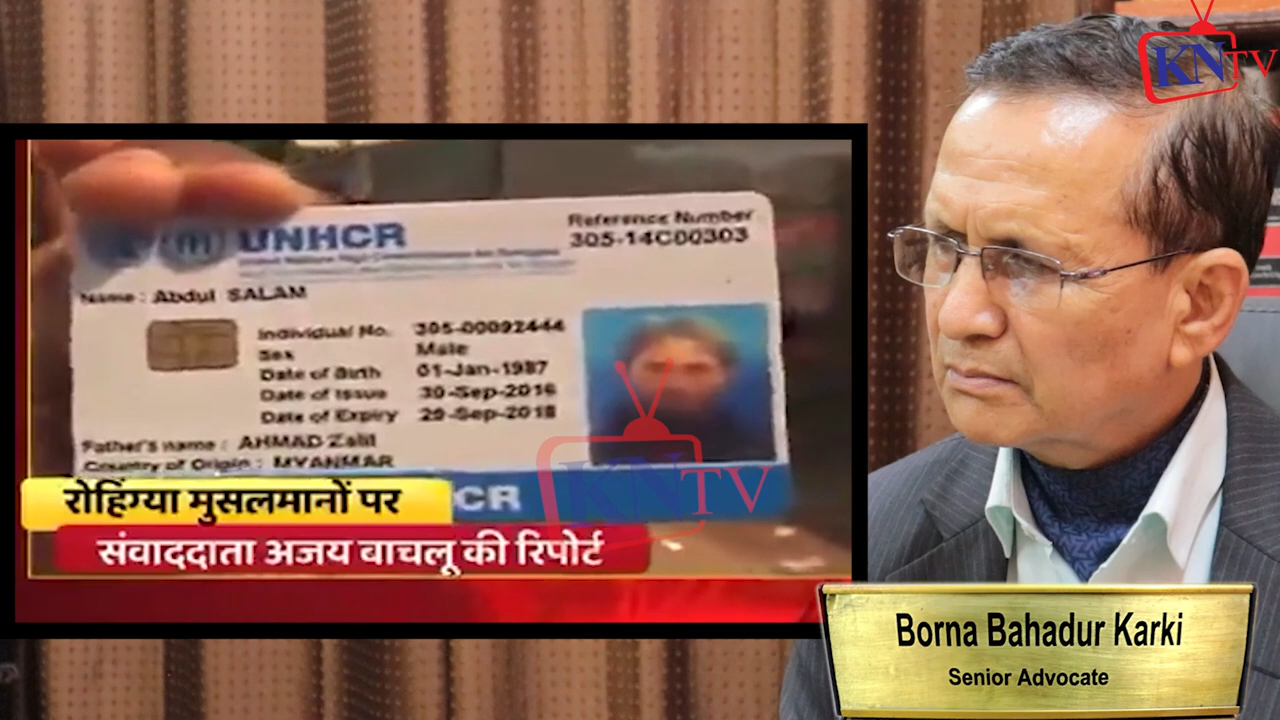 KNTV
UNHCR
Reference Number
305-14C00303
Name : Abdul SALAM
Individual No. 305-00092444
Sex Male
Date of Birth 01-Jan-1987
Date of Issue 30-Sep-2016
Date of Expiry 29-Sep-2018
Father's name : AHMAD Zalil
Country of Origin : MYANMAR
CR
KNTV
रोहिंग्या मुसलमानों पर
संवाददाता अजय वाचलू की रिपोर्ट
Borna Bahadur Karki
Senior Advocate